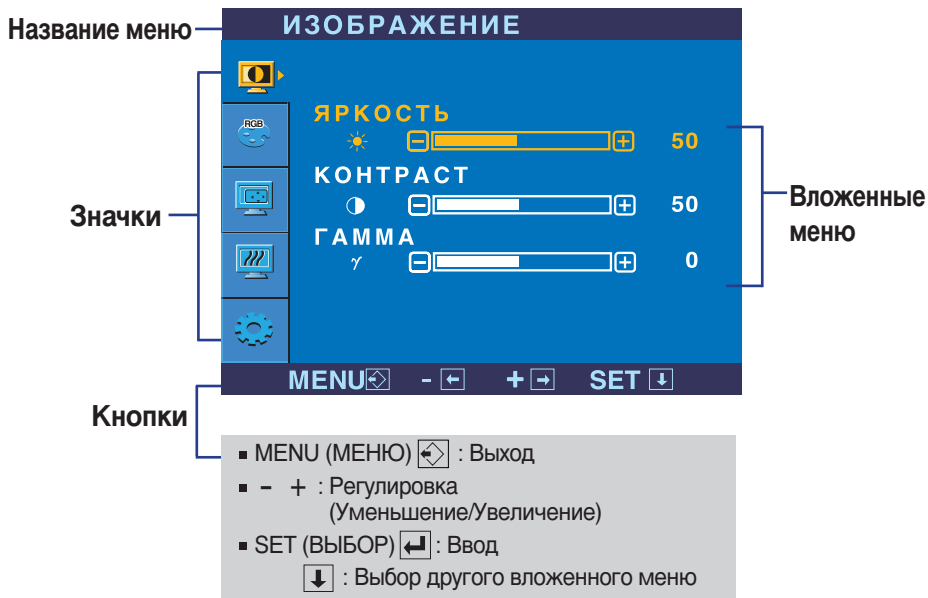 Название меню
ИЗОБРАЖЕНИЕ
RGB
ЯРКОСТЬ
50
КОНТРАСТ
50
ГАММА
γ
0
Значки
Вложенные
меню
MENU - + SET
Кнопки
MENU (МЕНЮ) : Выход
- + : Регулировка
(Уменьшение/Увеличение)
SET (ВЫБОР) : Ввод
: Выбор другого вложенного меню